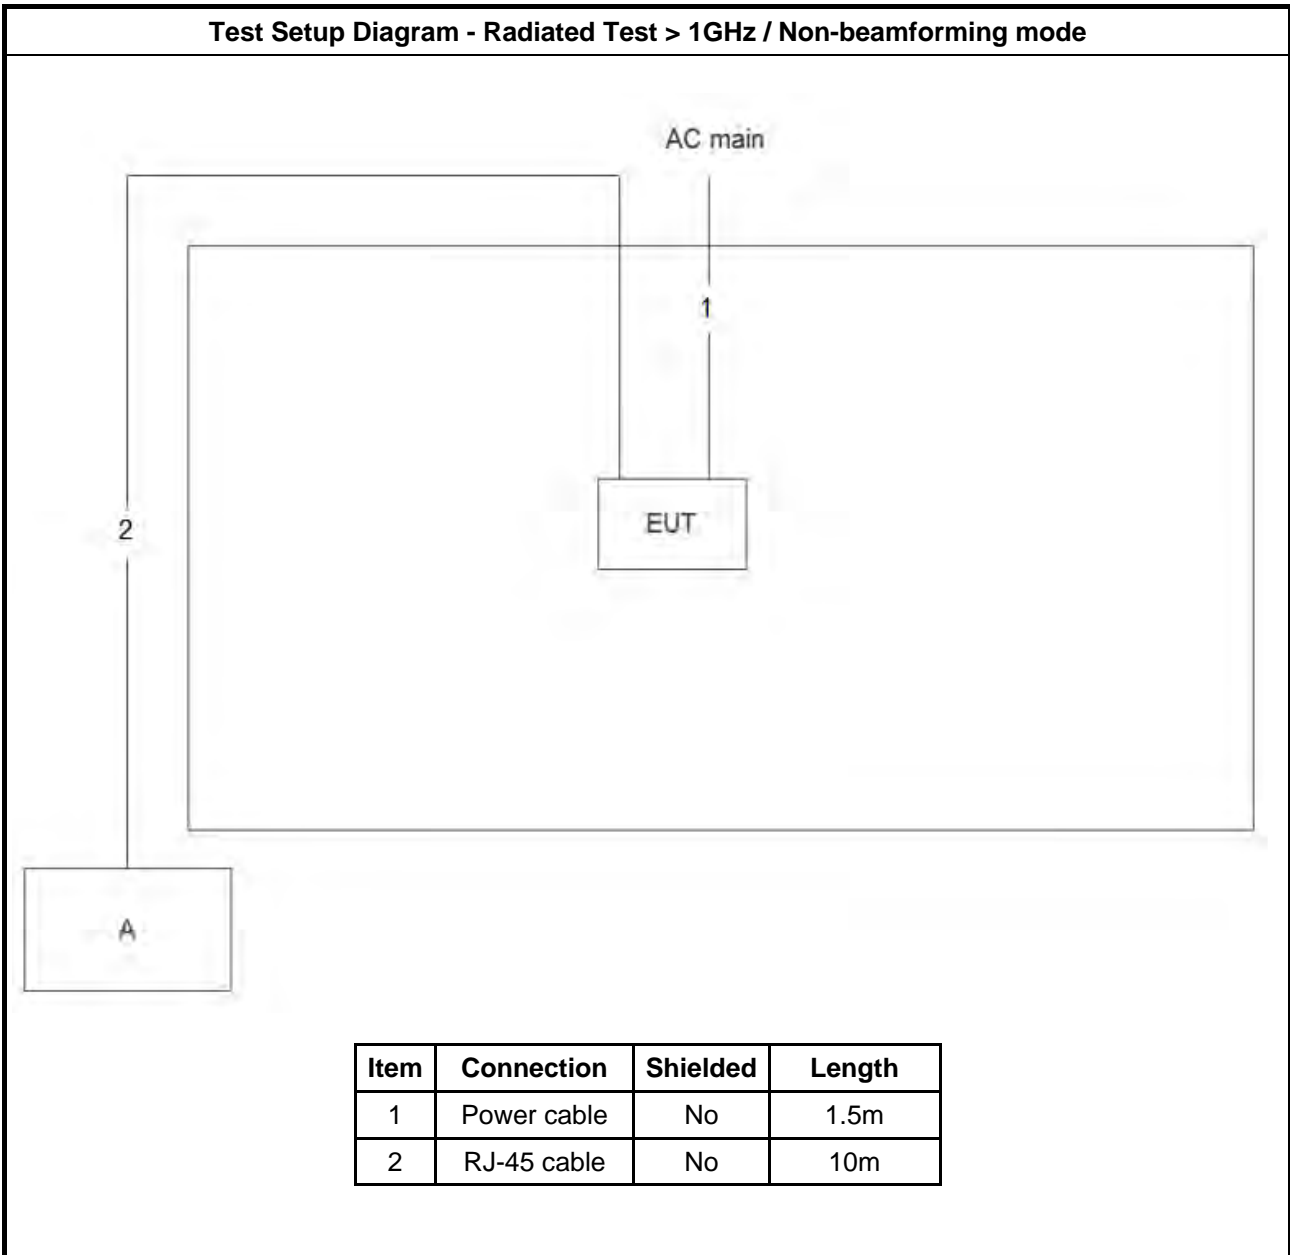 Test Setup Diagram - Radiated Test > 1GHz / Non-beamforming mode
AC main
1
EUT
2
A
Item Connection Shielded Length
1 Power cable No 1.5m
2 RJ-45 cable No 10m